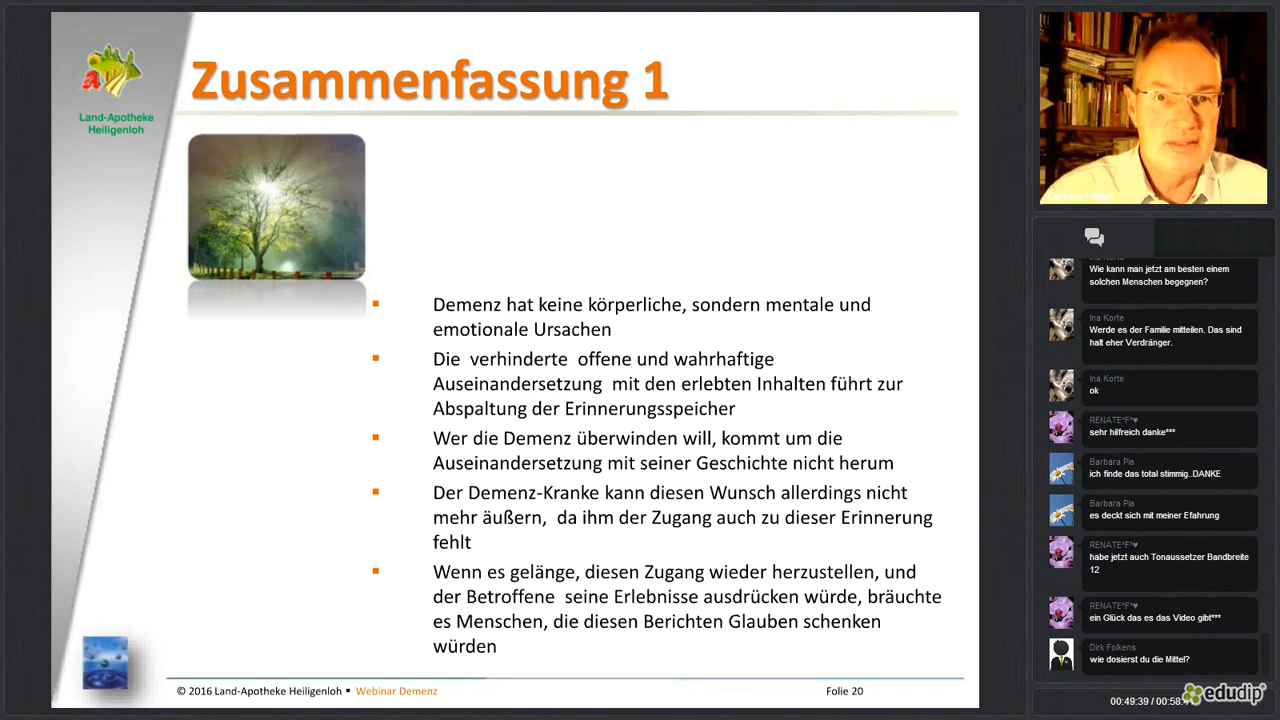 Zusammenfassung 1
A
Land-Apotheke
Heiligenloh
Demenz hat keine körperliche, sondern mentale und
emotionale Ursachen
Die verhinderte offene und wahrhaftige
Auseinandersetzung mit den erlebten Inhalten führt zur
Abspaltung der Erinnerungsspeicher
Wer die Demenz überwinden will, kommt um die
Auseinandersetzung mit seiner Geschichte nicht herum
Der Demenz-Kranke kann diesen Wunsch allerdings nicht
mehr äußern, da ihm der Zugang auch zu dieser Erinnerung
fehlt
Wenn es gelänge, diesen Zugang wieder herzustellen, und
der Betroffene seine Erlebnisse ausdrücken würde, bräuchte
es Menschen, die diesen Berichten Glauben schenken
würden
© 2016 Land-Apotheke Heiligenloh ▪ Webinar Demenz
Folie 20
Wie kann man jetzt am besten einem
solchen Menschen begegnen?
Ina Korte
Werde es der Familie mitteilen. Das sind
halt eher Verdränger.
Ina Korte
ok
RENATE*F*♥
sehr hilfreich danke***
Barbara Pia
ich finde das total stimmig..DANKE
Barbara Pia
es deckt sich mit meiner Efahrung
RENATE*F*♥
habe jetzt auch Tonaussetzer Bandbreite
12
RENATE*F*♥
ein Glück das es das Video gibt***
Dirk Folkens
wie dosierst du die Mittel?
00:49:39 / 00:58:
edudip